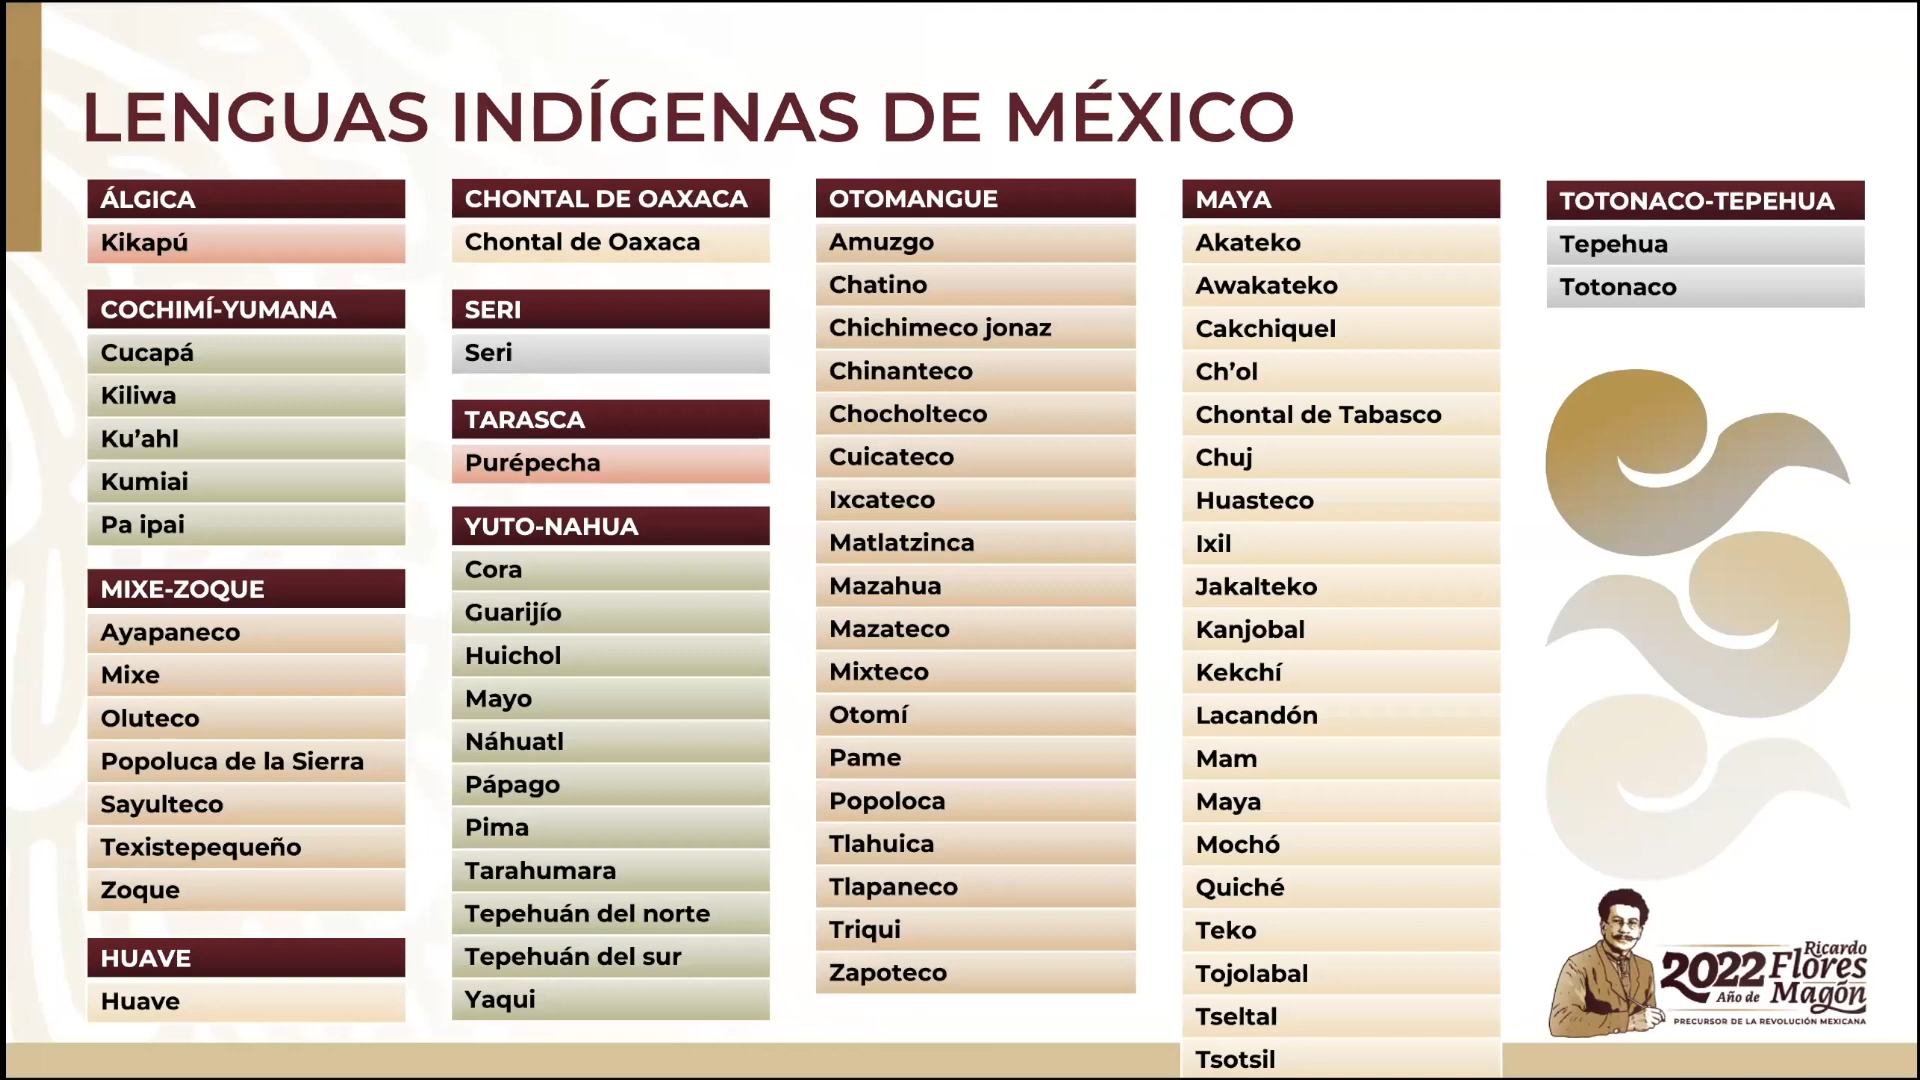 LENGUAS INDÍGENAS DE MÉXICO
ÁLGICA
Kikapú
COCHIMÍ-YUMANA
Cucapá
Kiliwa
Ku’ahl
Kumiai
Pa ipai
MIXE-ZOQUE
Ayapaneco
Mixe
Oluteco
Popoluca de la Sierra
Sayulteco
Texistepequeño
Zoque
HUAVE
Huave
CHONTAL DE OAXACA
Chontal de Oaxaca
SERI
Seri
TARASCA
Purépecha
YUTO-NAHUA
Cora
Guarijío
Huichol
Mayo
Náhuatl
Pápago
Pima
Tarahumara
Tepehuán del norte
Tepehuán del sur
Yaqui
OTOMANGUE
Amuzgo
Chatino
Chichimeco jonaz
Chinanteco
Chocholteco
Cuicateco
Ixcateco
Matlatzinca
Mazahua
Mazateco
Mixteco
Otomí
Pame
Popoloca
Tlahuica
Tlapaneco
Triqui
Zapoteco
MAYA
Akateko
Awakateko
Cakchiquel
Ch’ol
Chontal de Tabasco
Chuj
Huasteco
Ixil
Jakalteko
Kanjobal
Kekchí
Lacandón
Mam
Maya
Mochó
Quiché
Teko
Tojolabal
Tseltal
Tsotsil
TOTONACO-TEPEHUA
Tepehua
Totonaco
2022
Año de
Ricardo
Flores
Magón
PRECURSOR DE LA REVOLUCIÓN MEXICANA